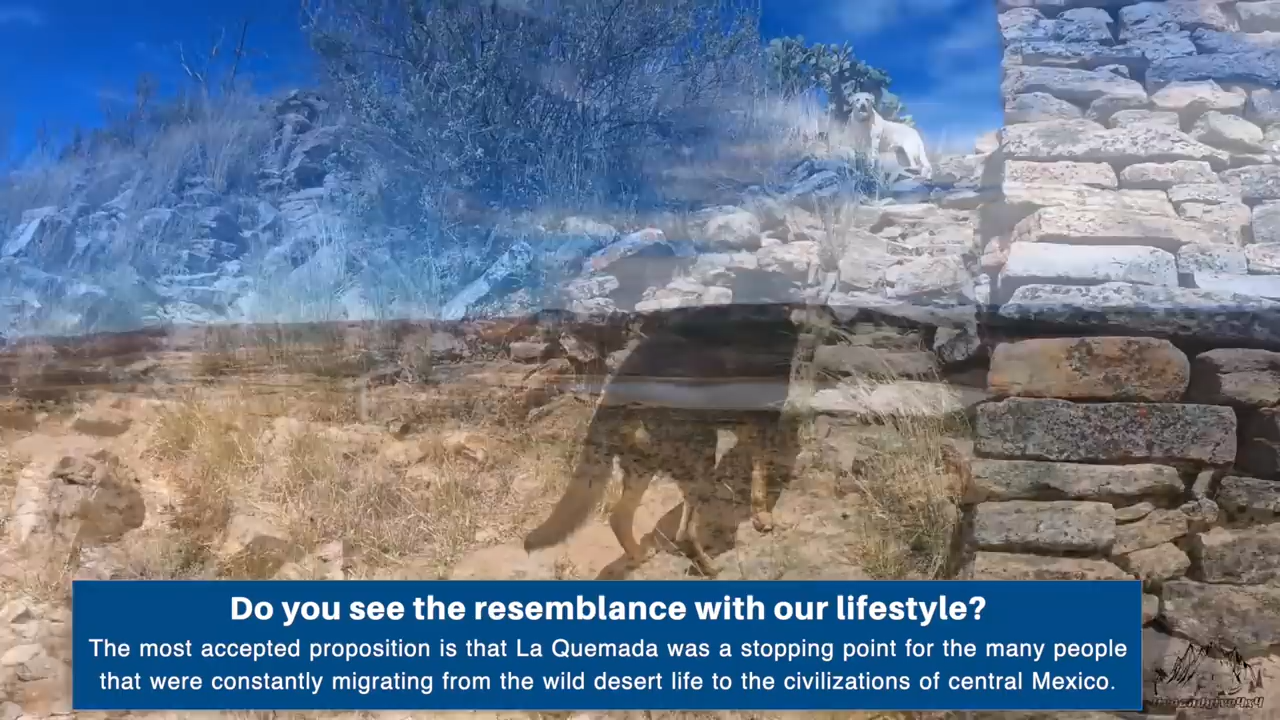 Do you see the resemblance with our lifestyle?
The most accepted proposition is that La Quemada was a stopping point for the many people
that were constantly migrating from the wild desert life to the civilizations of central Mexico.